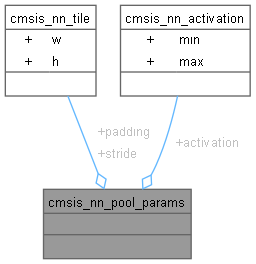 cmsis_nn_tile
+ w
+ h
cmsis_nn_activation
+ min
+ max
+padding
+stride
+activation
cmsis_nn_pool_params